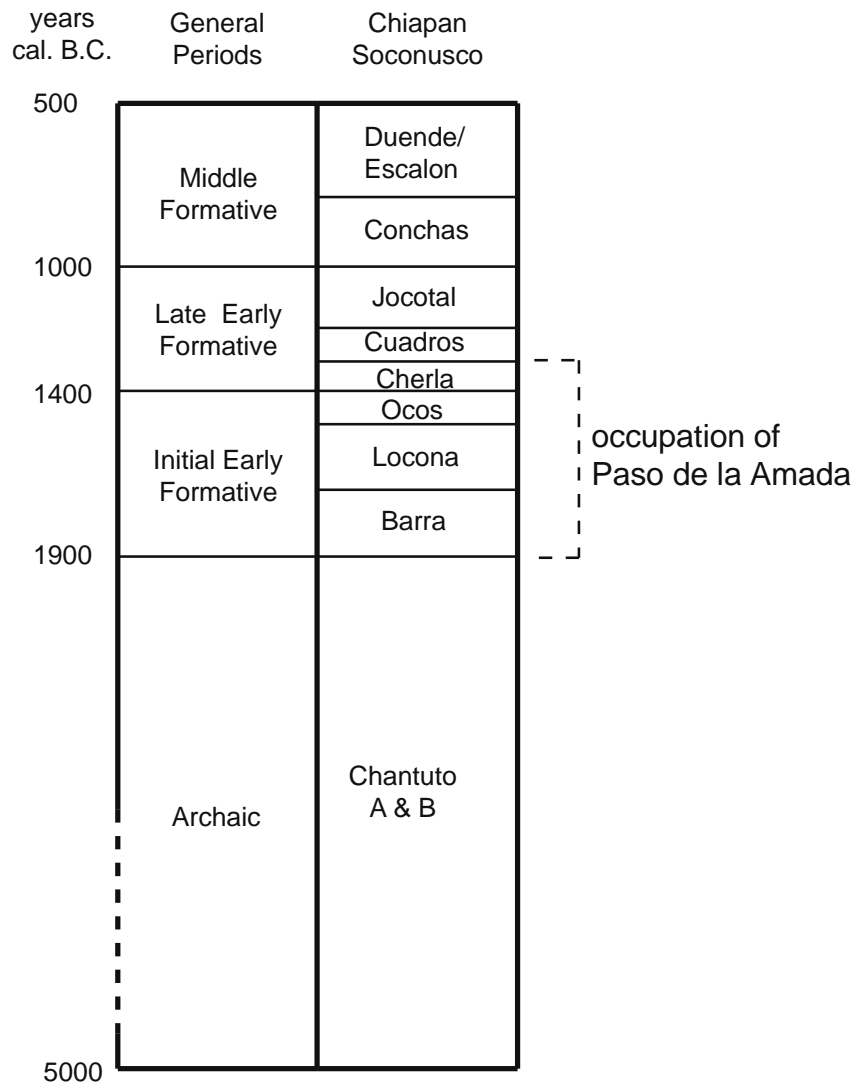 years
cal. B.C.
General
Periods
Chiapan
Soconusco
500
Middle
Formative
Duende/
Escalon
Conchas
1000
Late Early
Formative
Jocotal
Cuadros
Cherla
1400
Initial Early
Formative
Ocos
Locona
Barra
occupation of
Paso de la Amada
1900
Archaic
Chantuto
A & B
5000